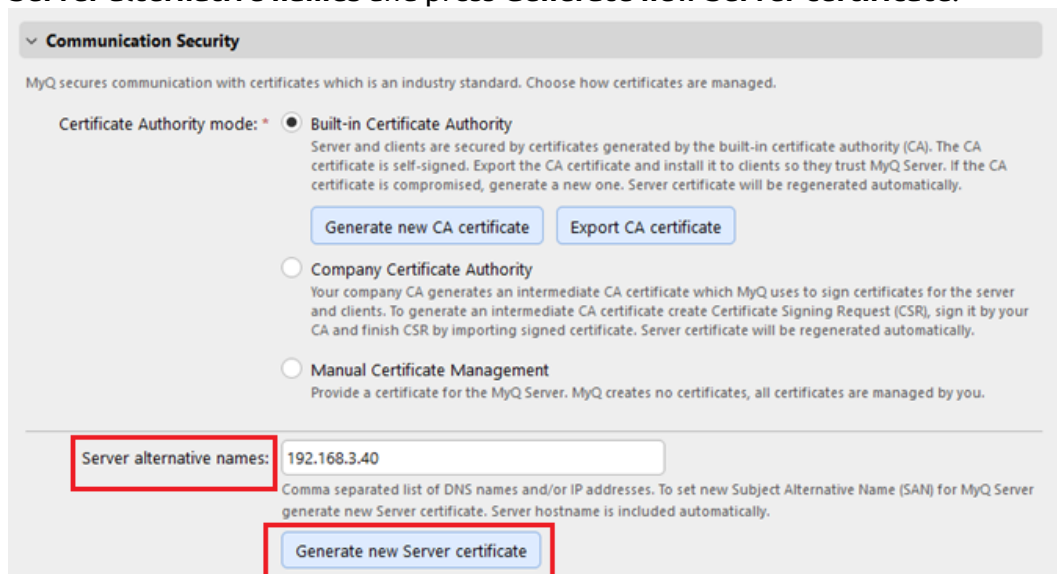 Server alternative names and press Generate new Server certificate.
Communication Security
MyQ secures communication with certificates which is an industry standard. Choose how certificates are managed.
Certificate Authority mode: * Built-in Certificate Authority
Server and clients are secured by certificates generated by the built-in certificate authority (CA). The CA
certificate is self-signed. Export the CA certificate and install it to clients so they trust MyQ Server. If the CA
certificate is compromised, generate a new one. Server certificate will be regenerated automatically.
Generate new CA certificate Export CA certificate
Company Certificate Authority
Your company CA generates an intermediate CA certificate which MyQ uses to sign certificates for the server
and clients. To generate an intermediate CA certificate create Certificate Signing Request (CSR), sign it by your
CA and finish CSR by importing signed certificate. Server certificate will be regenerated automatically.
Manual Certificate Management
Provide a certificate for the MyQ Server. MyQ creates no certificates, all certificates are managed by you.
Server alternative names: 192.168.3.40
Comma separated list of DNS names and/or IP addresses. To set new Subject Alternative Name (SAN) for MyQ Server
generate new Server certificate. Server hostname is included automatically.
Generate new Server certificate